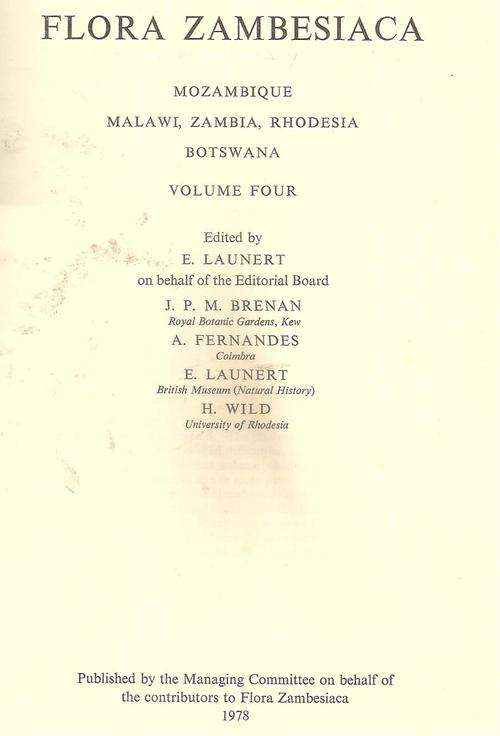 FLORA ZAMBESIACA
MOZAMBIQUE
MALAWI, ZAMBIA, RHODESIA
BOTSWANA
VOLUME FOUR
Edited by
E. LAUNERT
on behalf of the Editorial Board
J. P. M. BRENAN
Royal Botanic Gardens, Kew
A. FERNANDES
Coimbra
E. LAUNERT
British Museum (Natural History)
H. WILD
University of Rhodesia
Published by the Managing Committee on behalf of
the contributors to Flora Zambesiaca
1978